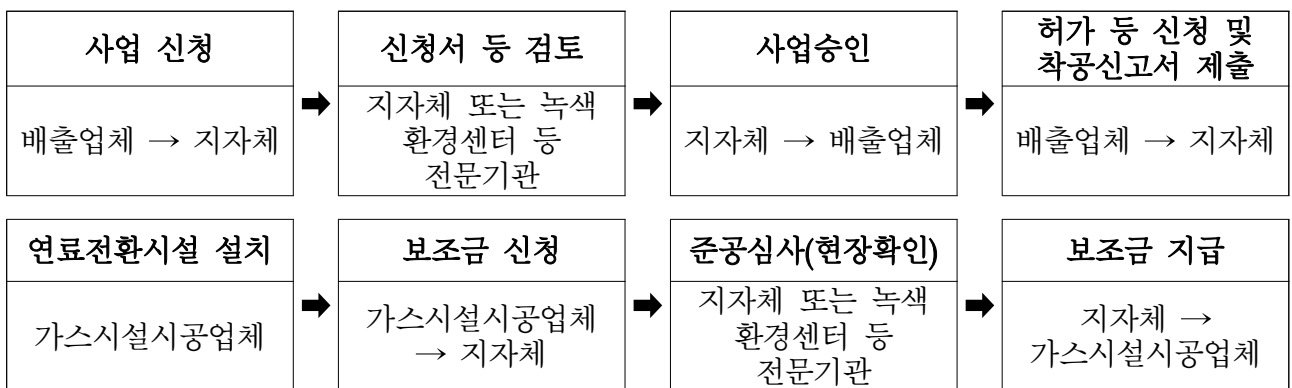 사업 신청
배출업체 → 지자체
신청서 등 검토
지자체 또는 녹색
환경센터 등
전문기관
사업승인
지자체 → 배출업체
허가 등 신청 및
착공신고서 제출
배출업체 → 지자체
연료전환시설 설치
가스시설시공업체
보조금 신청
가스시설시공업체
→ 지자체
준공심사(현장확인)
지자체 또는 녹색
환경센터 등
전문기관
보조금 지급
지자체 →
가스시설시공업체